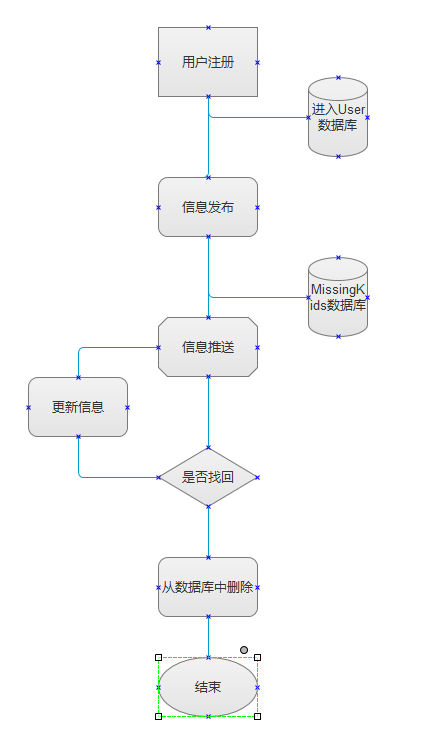 用户注册
进入User
数据库
信息发布
MissingK
ids数据库
信息推送
更新信息
是否找回
从数据库中删除
结束